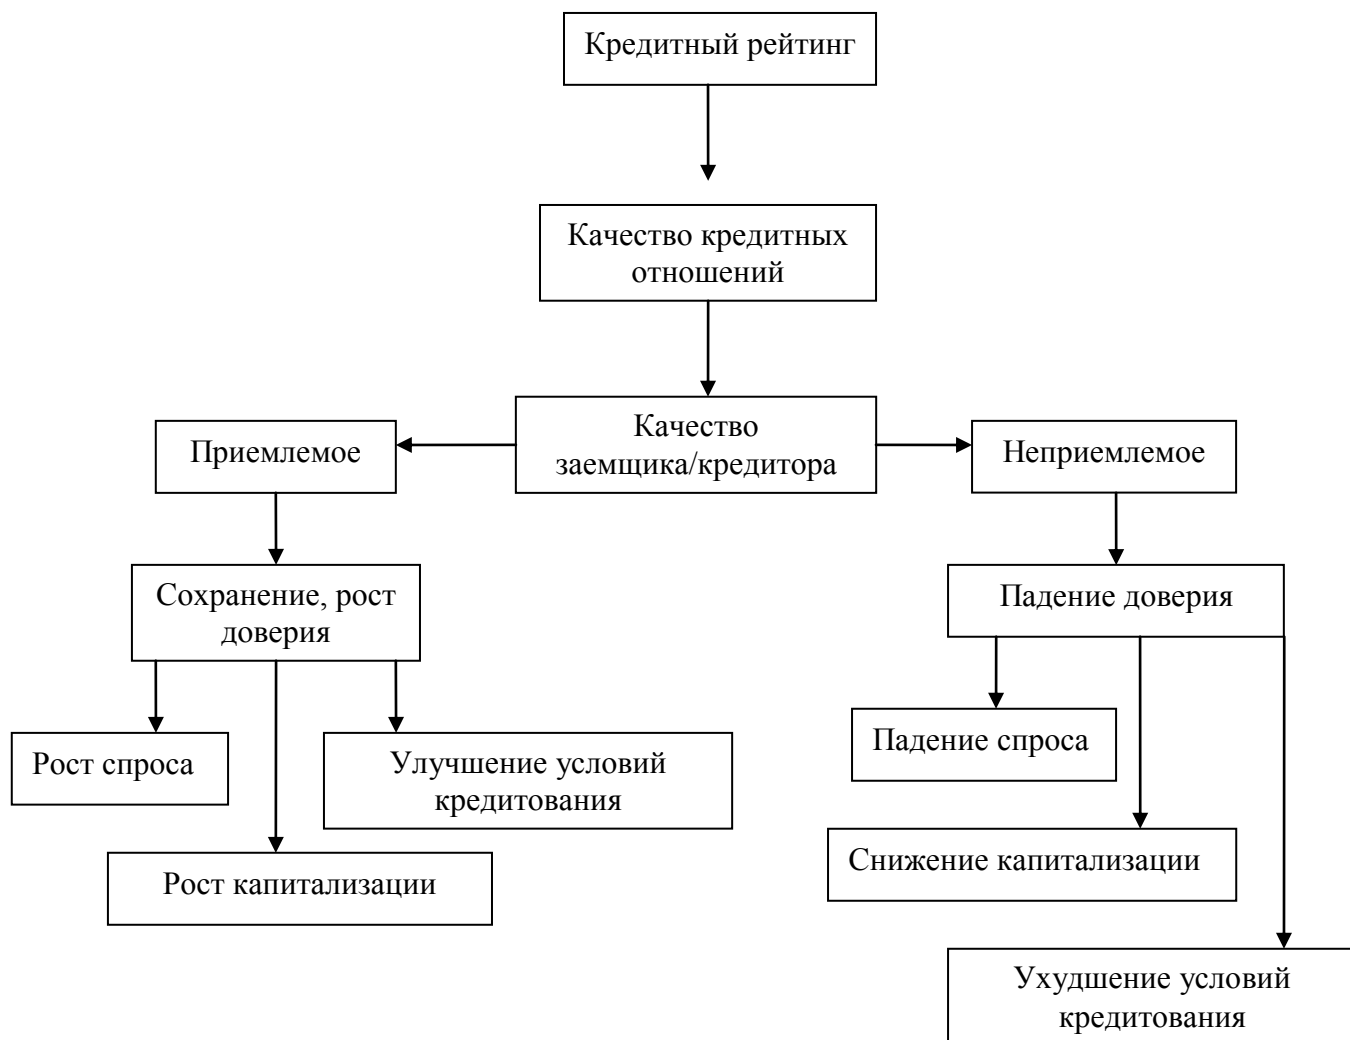 Кредитный рейтинг
Качество кредитных
отношений
Качество
заемщика/кредитора
Приемлемое
Неприемлемое
Сохранение, рост
доверия
Падение доверия
Рост спроса
Улучшение условий
кредитования
Падение спроса
Рост капитализации
Снижение капитализации
Ухудшение условий
кредитования